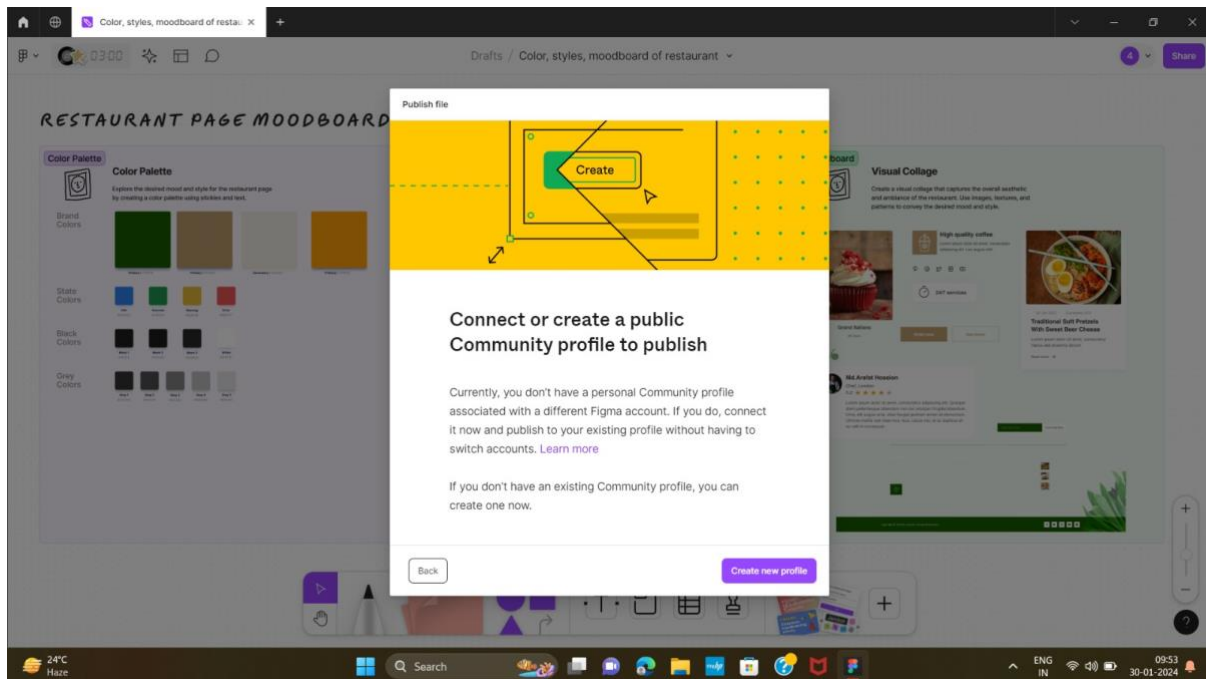 Color, styles, moodboard of restau
03:00
Drafts / Color, styles, moodboard of restaurant
4
Share
RESTAURANT PAGE MOODBOARD
Publish file
Create
Connect or create a public
Community profile to publish
Currently, you don't have a personal Community profile
associated with a different Figma account. If you do, connect
it now and publish to your existing profile without having to
switch accounts. Learn more
If you don't have an existing Community profile, you can
create one now.
Back
Create new profile
Color Palette
Color Palette
Explore the desired mood and style for the restaurant page
by creating a color palette using stickies and text.
Brand
Colors
State
Colors
Black
Colors
Grey
Colors
board
Visual Collage
Create a visual collage that captures the overall aesthetic
and ambiance of the restaurant. Use images, textures, and
patterns to convey the desired mood and style.
High quality coffee
24/7 services
Traditional Soft Pretzels
With Sweet Beer Cheese
24°C
Haze
Search
ENG
IN
09:53
30-01-2024